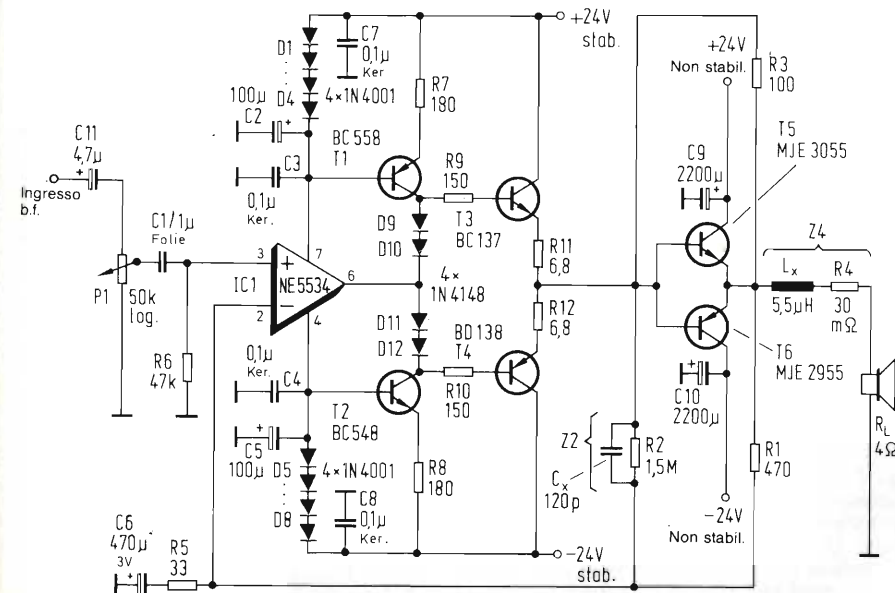 D1
D4
4×1N4001
C7
0,1µ
Ker
+24V
stab.
100µ
C2
+
R7
180
BC558
T1
C3
0,1µ
Ker.
C11
4,7µ
+
Ingresso
b.f.
C1/1µ
Folie
P1
50k
log.
R6
47k
3
+
7
IC1
NE5534
6
2
−
4
D9
D10
4×
1N4148
D11
D12
R9
150
T3
BC137
R11
6,8
R12
6,8
BD138
T4
R10
150
0,1µ
Ker.
C4
T2
BC548
C5
+
100µ
D5
D8
4×1N4001
C8
0,1µ
Ker.
R8
180
−24V
stab.
C6
470µ
3V
+
R5
33
+24V
Non stabil.
R3
100
T5
MJE 3055
C9
2200µ
+
Z4
Lx
5,5µH
R4
30
mΩ
T6
MJE 2955
+
C10
2200µ
Z2
Cx
120p
R2
1,5M
R1
470
−24V
Non stabil.
RL
4Ω